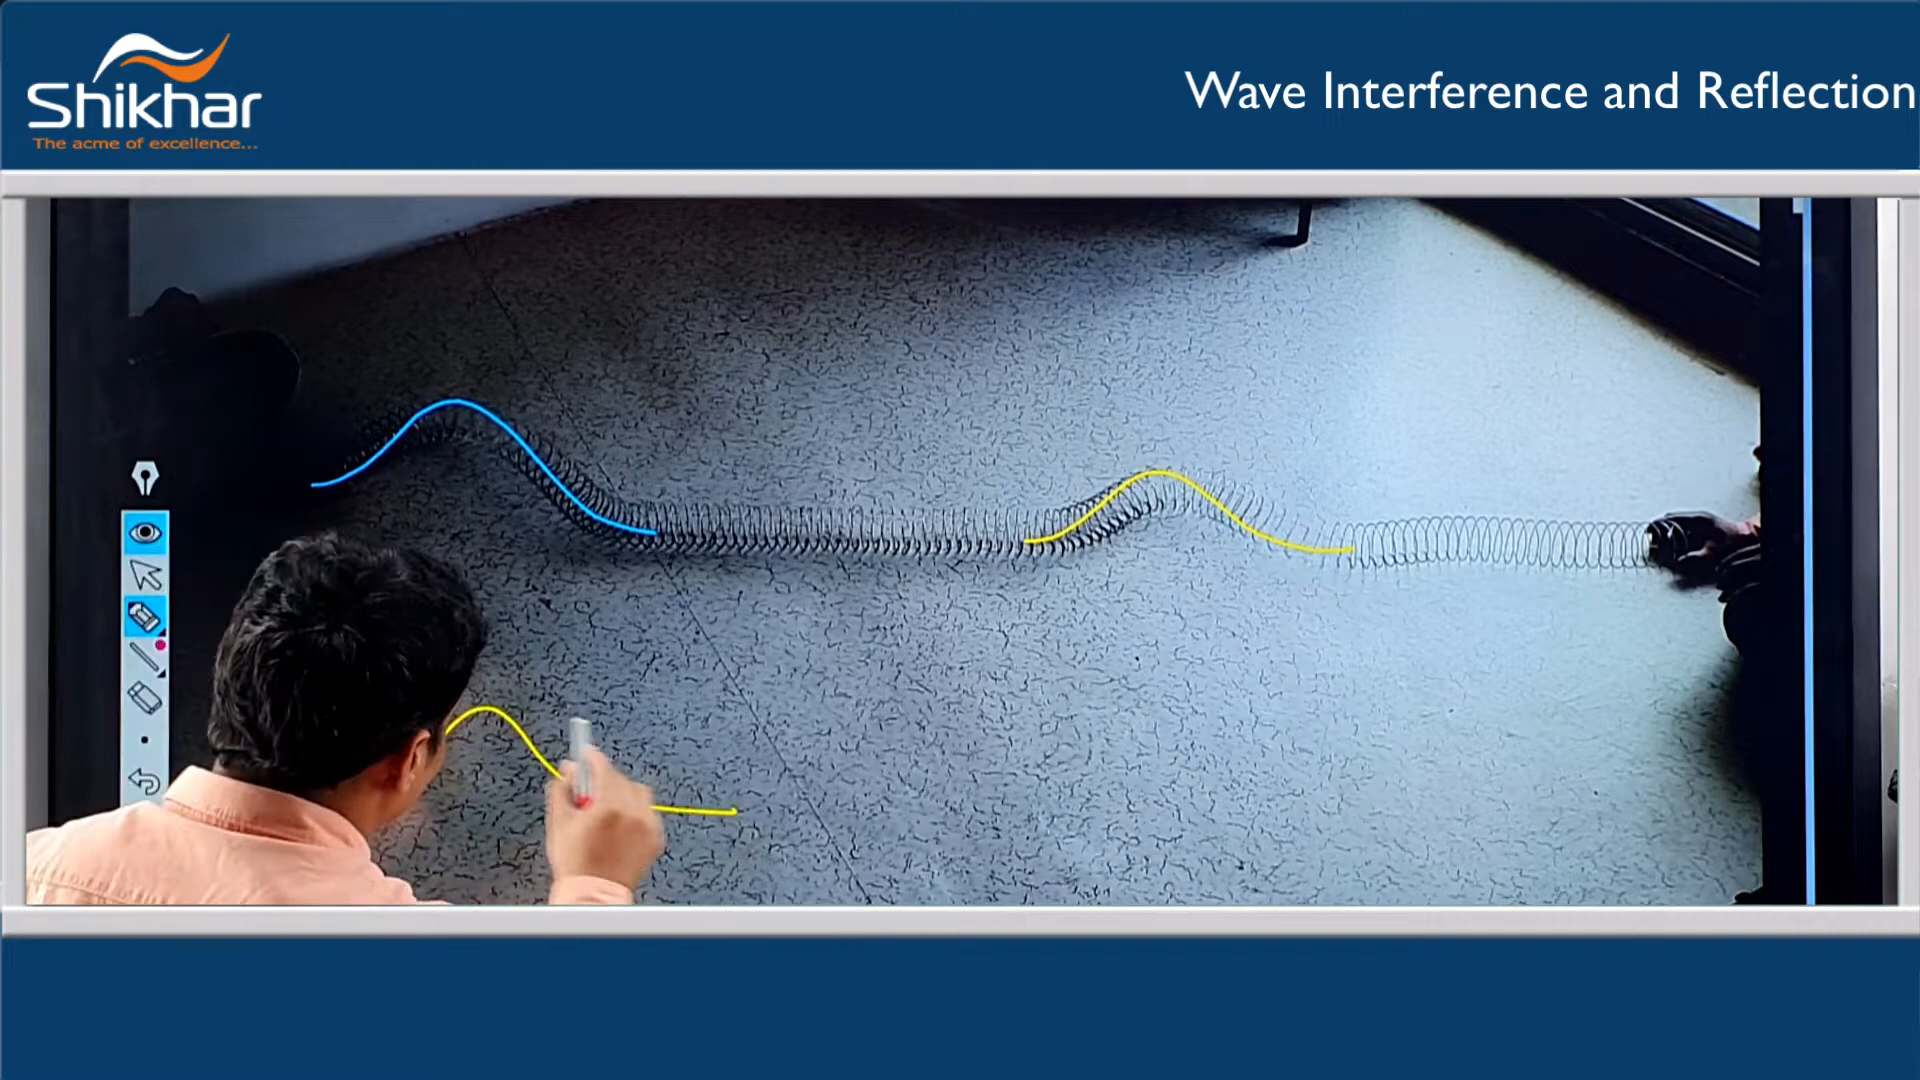 Shikhar
The acme of excellence...
Wave Interference and Reflection